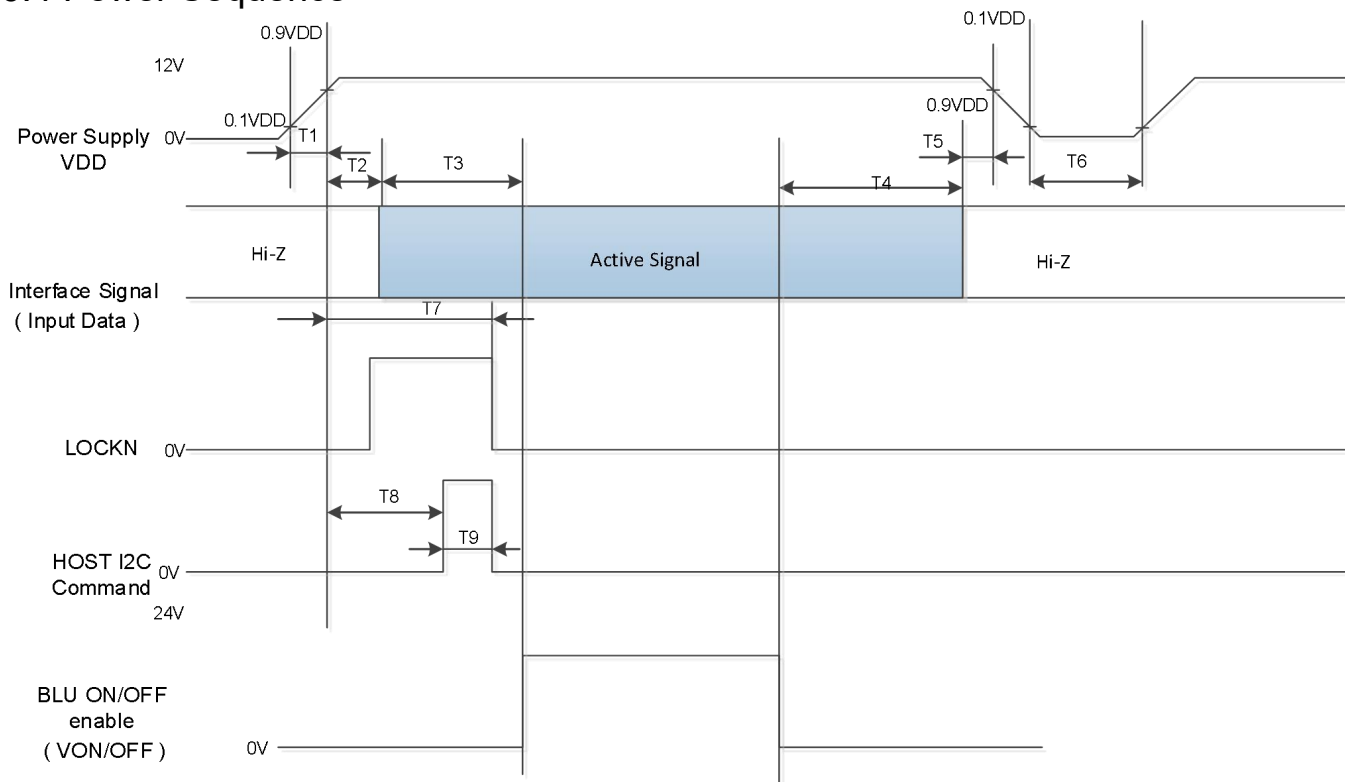 Power Sequence
0.1VDD
0.9VDD
12V
0.9VDD
0.1VDD
Power Supply
VDD
0V
T1
T5
T2
T3
T4
T6
Hi-Z
Active Signal
Hi-Z
Interface Signal
( Input Data )
T7
LOCKN
0V
T8
T9
HOST I2C
Command
0V
24V
BLU ON/OFF
enable
( VON/OFF )
0V